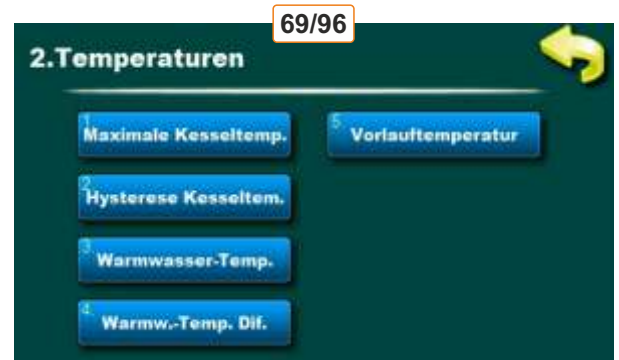 69/96
2.Temperaturen
1
Maximale Kesseltemp.
2
Hysterese Kesseltem.
3
Warmwasser-Temp.
4.
Warmw.-Temp. Dif.
5
Vorlauftemperatur